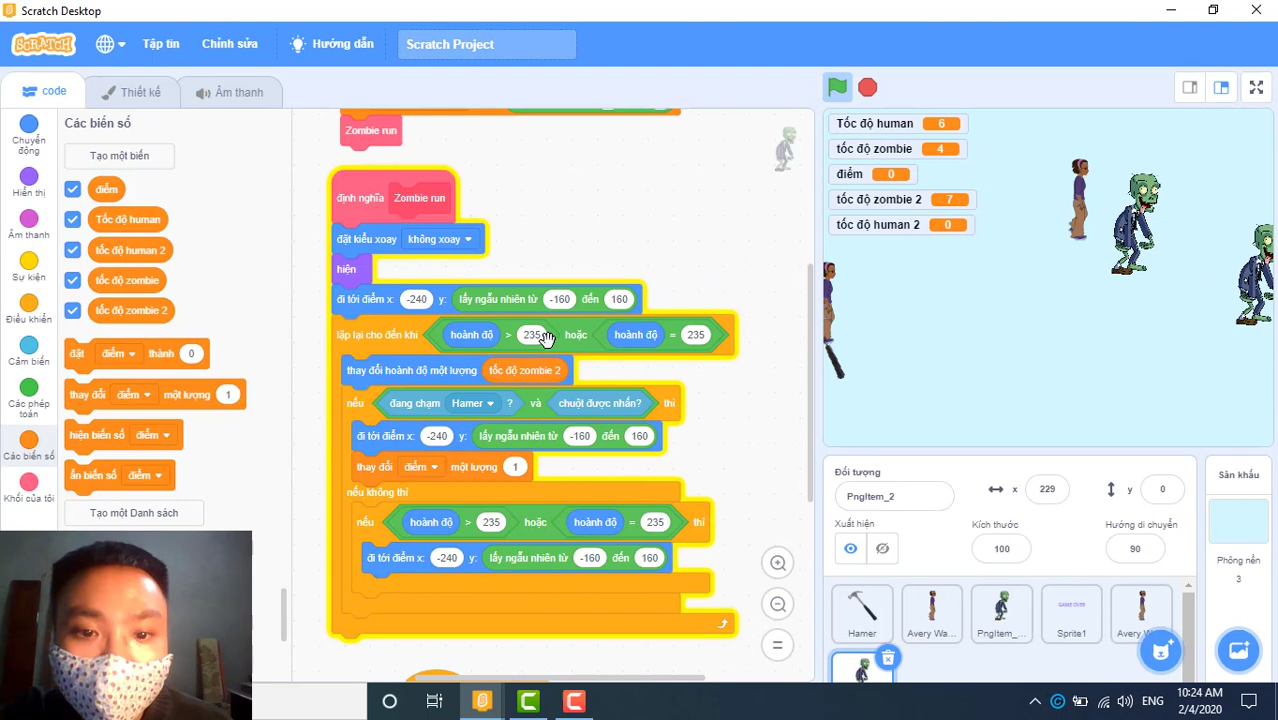 Scratch Desktop
SCRATCH
Tập tin
Chỉnh sửa
Hướng dẫn
Scratch Project
code
Thiết kế
Âm thanh
Chuyển động
Hiển thị
Âm thanh
Sự kiện
Điều khiển
Cảm biến
Các phép toán
Các biến số
Khối của tôi
Các biến số
Tạo một biến
điểm
Tốc độ human
tốc độ human 2
tốc độ zombie
tốc độ zombie 2
đặt điểm thành 0
thay đổi điểm một lượng 1
hiện biến số điểm
ẩn biến số điểm
Tạo một Danh sách
Zombie run
định nghĩa Zombie run
đặt kiểu xoay không xoay
hiện
đi tới điểm x: -240 y: lấy ngẫu nhiên từ -160 đến 160
lặp lại cho đến khi hoành độ > 235 hoặc hoành độ = 235
thay đổi hoành độ một lượng tốc độ zombie 2
nếu đang chạm Hamer ? và chuột được nhấn? thì
đi tới điểm x: -240 y: lấy ngẫu nhiên từ -160 đến 160
thay đổi điểm một lượng 1
nếu không thì
nếu hoành độ > 235 hoặc hoành độ = 235 thì
đi tới điểm x: -240 y: lấy ngẫu nhiên từ -160 đến 160
Tốc độ human 6
tốc độ zombie 4
điểm 0
tốc độ zombie 2 7
tốc độ human 2 0
Đối tượng
PngItem_2
x 229
y 0
Xuất hiện
Kích thước
100
Hướng di chuyển
90
Hamer
Avery Wa...
PngItem_...
GAME OVER
Sprite1
Avery W...
Sân khấu
Phông nền
3
ENG
10:24 AM
2/4/2020